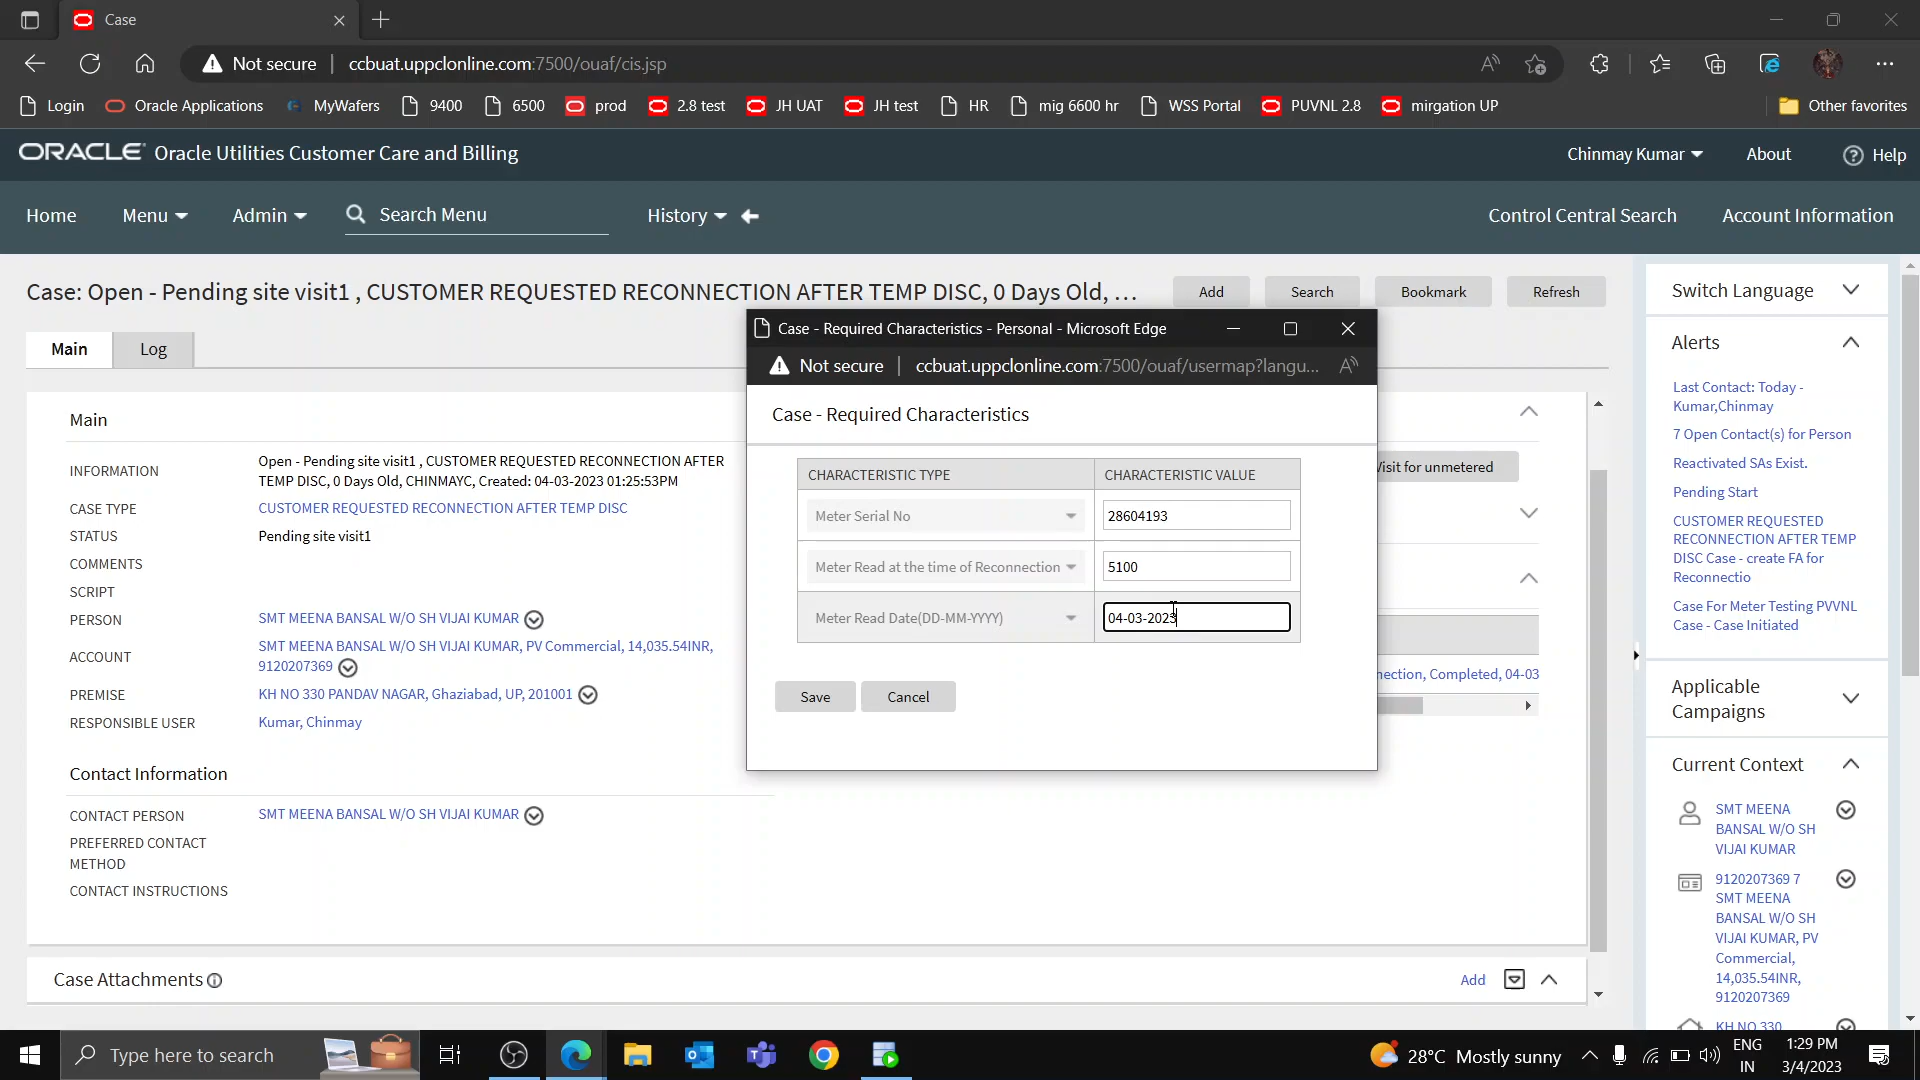 Case
Not secure
ccbuat.uppclonline.com:7500/ouaf/cis.jsp
Login
Oracle Applications
MyWafers
9400
6500
prod
2.8 test
JH UAT
JH test
HR
mig 6600 hr
WSS Portal
PUVNL 2.8
mirgation UP
Other favorites
ORACLE Oracle Utilities Customer Care and Billing
Chinmay Kumar
About
Help
Home
Menu
Admin
Search Menu
History
Control Central Search
Account Information
Case: Open - Pending site visit1 , CUSTOMER REQUESTED RECONNECTION AFTER TEMP DISC, 0 Days Old, ...
Add
Search
Bookmark
Refresh
Main
Log
Main
INFORMATION
Open - Pending site visit1 , CUSTOMER REQUESTED RECONNECTION AFTER
TEMP DISC, 0 Days Old, CHINMAYC, Created: 04-03-2023 01:25:53PM
CASE TYPE
CUSTOMER REQUESTED RECONNECTION AFTER TEMP DISC
STATUS
Pending site visit1
COMMENTS
SCRIPT
PERSON
SMT MEENA BANSAL W/O SH VIJAI KUMAR
ACCOUNT
SMT MEENA BANSAL W/O SH VIJAI KUMAR, PV Commercial, 14,035.54INR,
9120207369
PREMISE
KH NO 330 PANDAV NAGAR, Ghaziabad, UP, 201001
RESPONSIBLE USER
Kumar, Chinmay
Contact Information
CONTACT PERSON
SMT MEENA BANSAL W/O SH VIJAI KUMAR
PREFERRED CONTACT
METHOD
CONTACT INSTRUCTIONS
Case Attachments
Add
Case - Required Characteristics - Personal - Microsoft Edge
Not secure
ccbuat.uppclonline.com:7500/ouaf/usermap?langu...
Case - Required Characteristics
CHARACTERISTIC TYPE
CHARACTERISTIC VALUE
Meter Serial No
28604193
Meter Read at the time of Reconnection
5100
Meter Read Date(DD-MM-YYYY)
04-03-2023
Save
Cancel
Visit for unmetered
nection, Completed, 04-03
Switch Language
Alerts
Last Contact: Today -
Kumar,Chinmay
7 Open Contact(s) for Person
Reactivated SAs Exist.
Pending Start
CUSTOMER REQUESTED
RECONNECTION AFTER TEMP
DISC Case - create FA for
Reconnectio
Case For Meter Testing PVVNL
Case - Case Initiated
Applicable
Campaigns
Current Context
SMT MEENA
BANSAL W/O SH
VIJAI KUMAR
9120207369 7
SMT MEENA
BANSAL W/O SH
VIJAI KUMAR, PV
Commercial,
14,035.54INR,
9120207369
KH NO 330
Type here to search
28°C Mostly sunny
ENG
IN
1:29 PM
3/4/2023